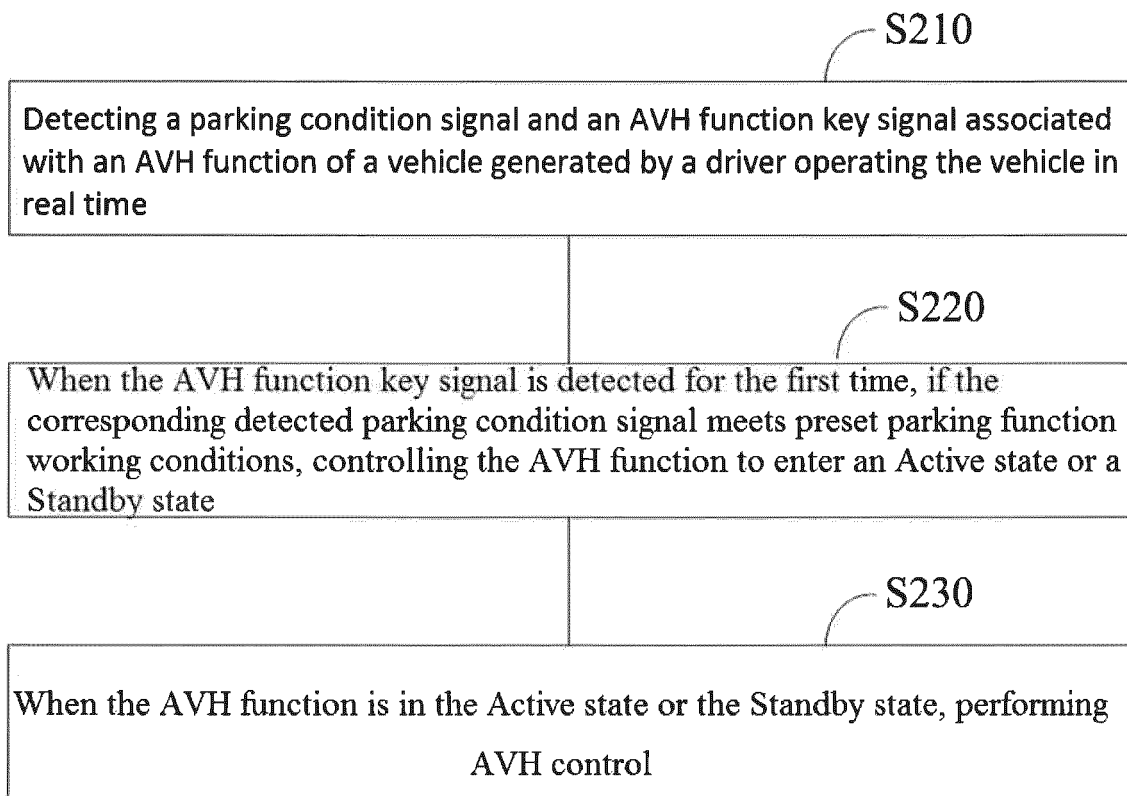 S210
Detecting a parking condition signal and an AVH function key signal associated
with an AVH function of a vehicle generated by a driver operating the vehicle in
real time
S220
When the AVH function key signal is detected for the first time, if the
corresponding detected parking condition signal meets preset parking function
working conditions, controlling the AVH function to enter an Active state or a
Standby state
S230
When the AVH function is in the Active state or the Standby state, performing
AVH control